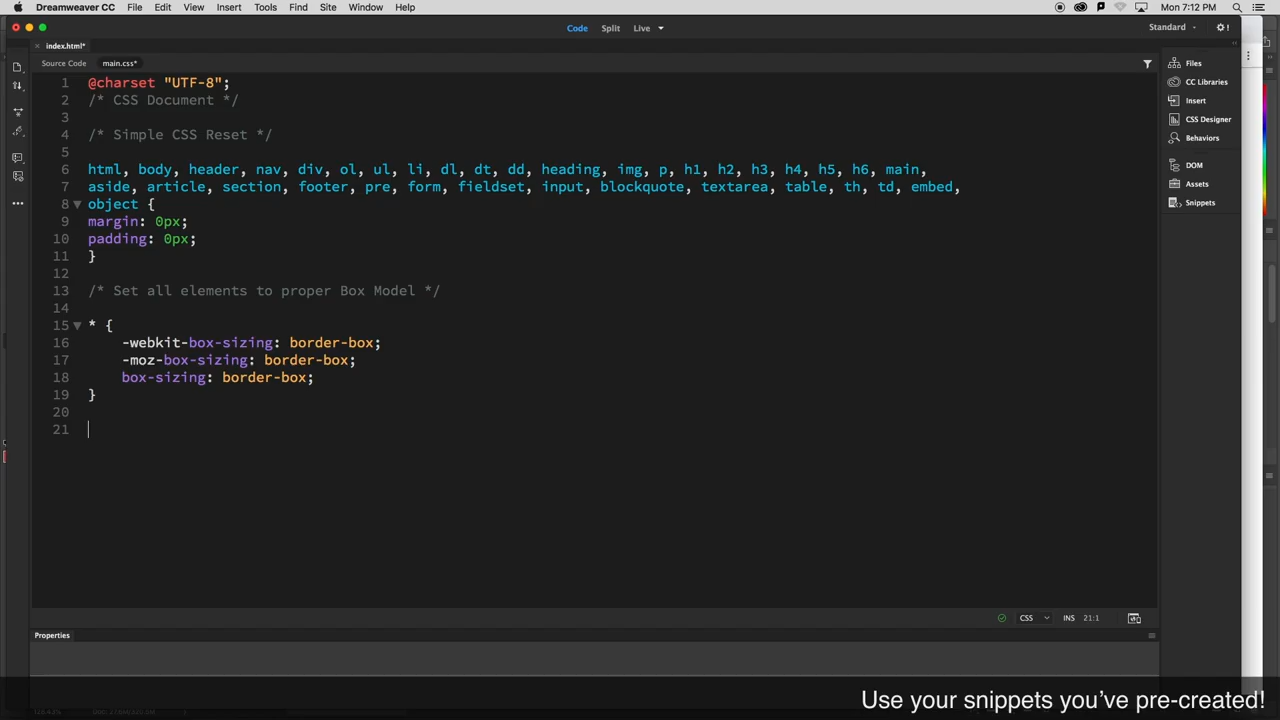 Dreamweaver CC File Edit View Insert Tools Find Site Window Help Mon 7:12 PM
Code Split Live Standard
index.html*
Source Code main.css*
1 @charset "UTF-8";
2 /* CSS Document */
3
4 /* Simple CSS Reset */
5
6 html, body, header, nav, div, ol, ul, li, dl, dt, dd, heading, img, p, h1, h2, h3, h4, h5, h6, main,
7 aside, article, section, footer, pre, form, fieldset, input, blockquote, textarea, table, th, td, embed,
8 object {
9 margin: 0px;
10 padding: 0px;
11 }
12
13 /* Set all elements to proper Box Model */
14
15 * {
16 -webkit-box-sizing: border-box;
17 -moz-box-sizing: border-box;
18 box-sizing: border-box;
19 }
20
21
Files
CC Libraries
Insert
CSS Designer
Behaviors
DOM
Assets
Snippets
CSS INS 21:1
Properties
Use your snippets you've pre-created!